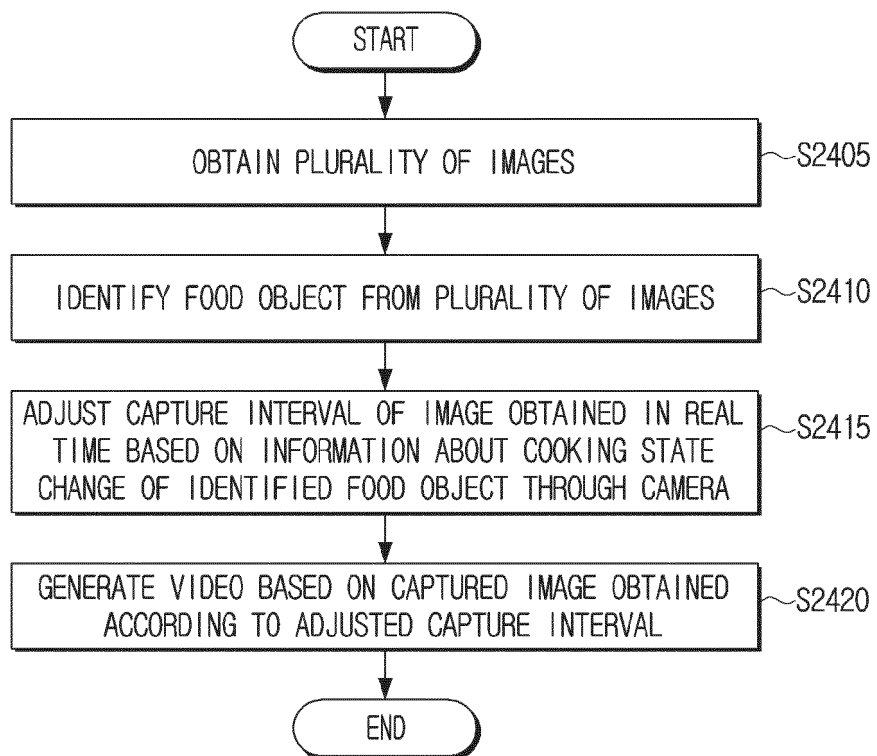 START
OBTAIN PLURALITY OF IMAGES
S2405
IDENTIFY FOOD OBJECT FROM PLURALITY OF IMAGES
S2410
ADJUST CAPTURE INTERVAL OF IMAGE OBTAINED IN REAL
TIME BASED ON INFORMATION ABOUT COOKING STATE
CHANGE OF IDENTIFIED FOOD OBJECT THROUGH CAMERA
S2415
GENERATE VIDEO BASED ON CAPTURED IMAGE OBTAINED
ACCORDING TO ADJUSTED CAPTURE INTERVAL
S2420
END